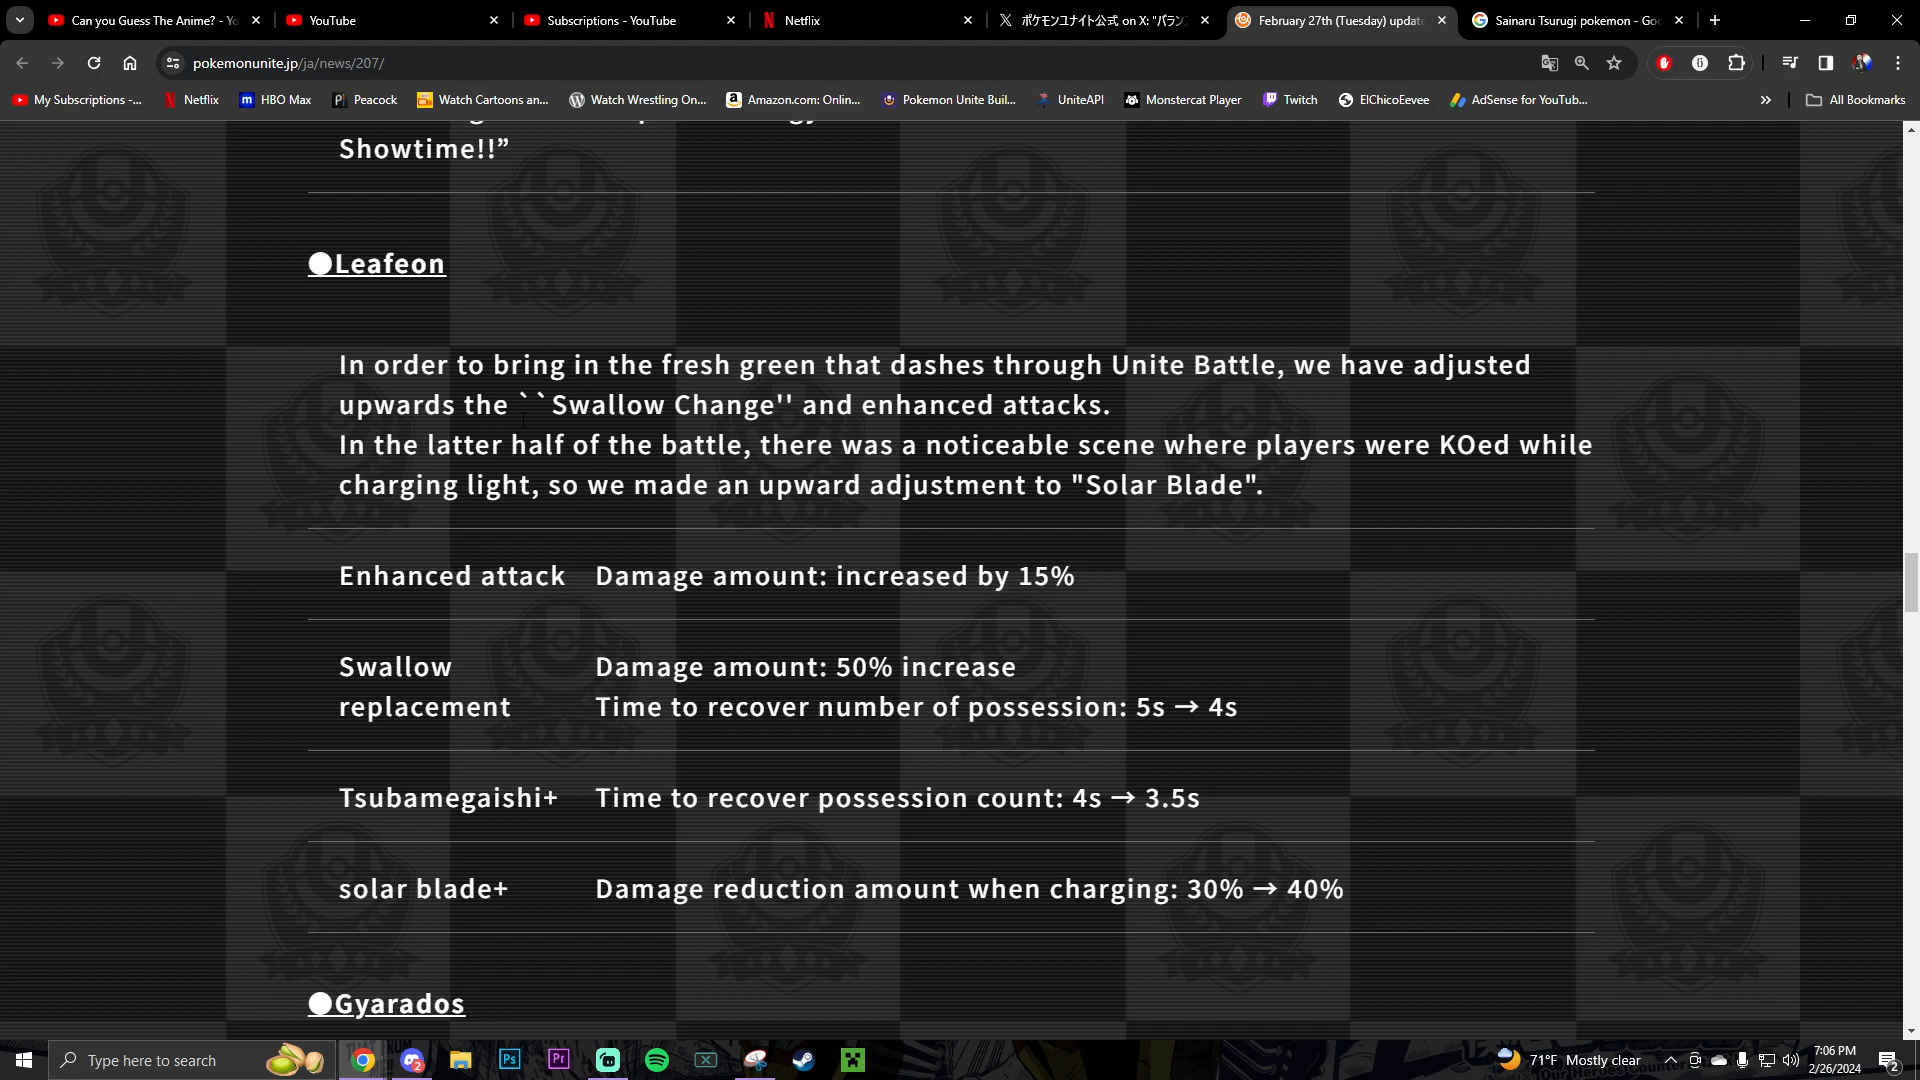 Can you Guess The Anime? - Yo
YouTube
Subscriptions - YouTube
Netflix
ポケモンユナイト公式 on X: "バラン
February 27th (Tuesday) update
Sainaru Tsurugi pokemon - Goo
pokemonunite.jp/ja/news/207/
My Subscriptions -...
Netflix
HBO Max
Peacock
Watch Cartoons an...
Watch Wrestling On...
Amazon.com: Onlin...
Pokemon Unite Buil...
UniteAPI
Monstercat Player
Twitch
ElChicoEevee
AdSense for YouTub...
All Bookmarks
Showtime!!”
●Leafeon
In order to bring in the fresh green that dashes through Unite Battle, we have adjusted
upwards the ``Swallow Change'' and enhanced attacks.
In the latter half of the battle, there was a noticeable scene where players were KOed while
charging light, so we made an upward adjustment to "Solar Blade".
Enhanced attack Damage amount: increased by 15%
Swallow Damage amount: 50% increase
replacement Time to recover number of possession: 5s → 4s
Tsubamegaishi+ Time to recover possession count: 4s → 3.5s
solar blade+ Damage reduction amount when charging: 30% → 40%
●Gyarados
Type here to search
71°F Mostly clear
7:06 PM
2/26/2024
2